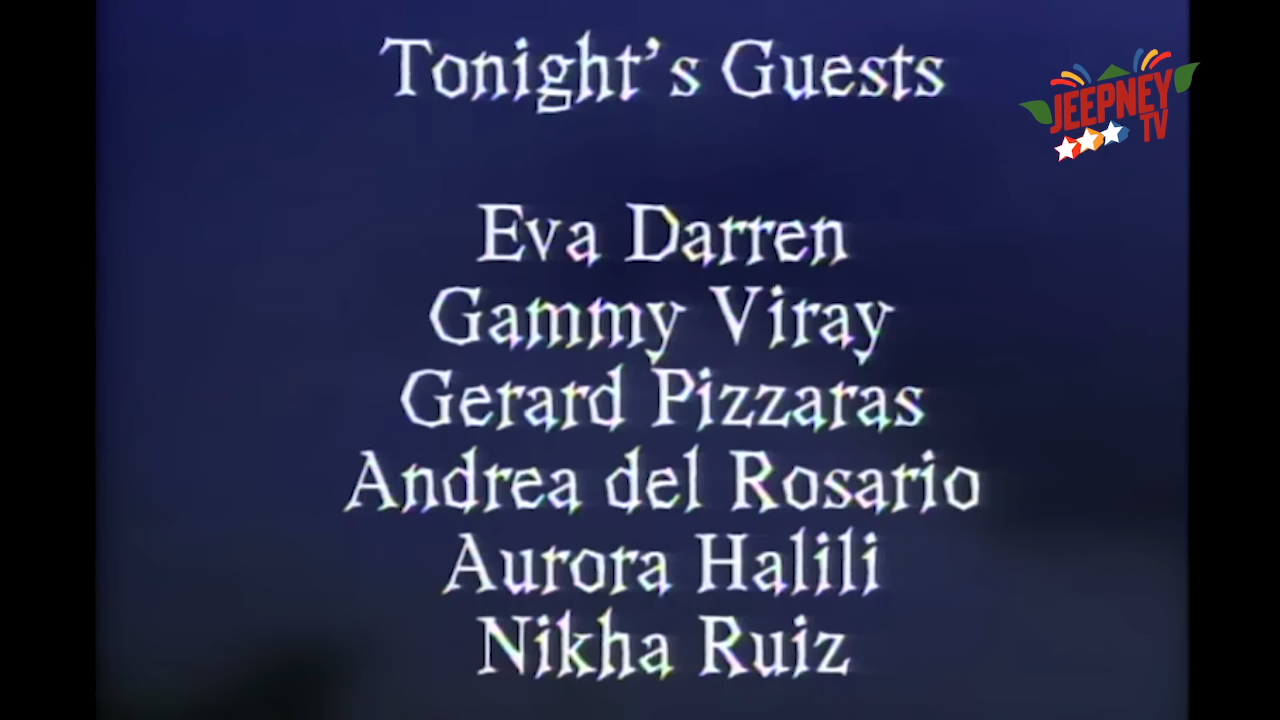 Tonight's Guests
JEEPNEY
TV
Eva Darren
Gammy Viray
Gerard Pizzaras
Andrea del Rosario
Aurora Halili
Nikha Ruiz